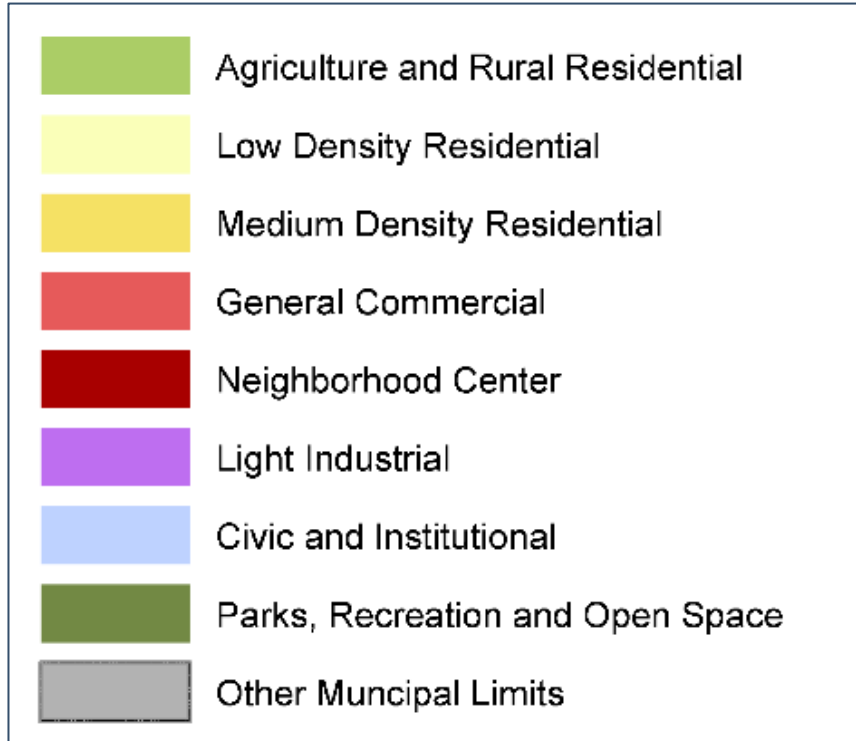 Agriculture and Rural Residential
Low Density Residential
Medium Density Residential
General Commercial
Neighborhood Center
Light Industrial
Civic and Institutional
Parks, Recreation and Open Space
Other Muncipal Limits